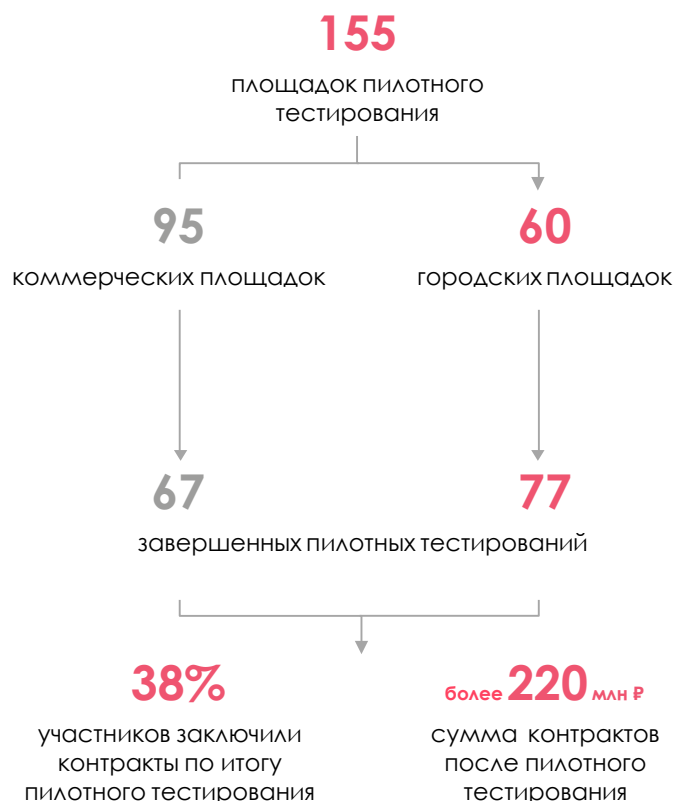 155
площадок пилотного
тестирования
95
коммерческих площадок
60
городских площадок
67
77
завершенных пилотных тестирований
38%
участников заключили
контракты по итогу
пилотного тестирования
более 220 млн ₽
сумма контрактов
после пилотного
тестирования